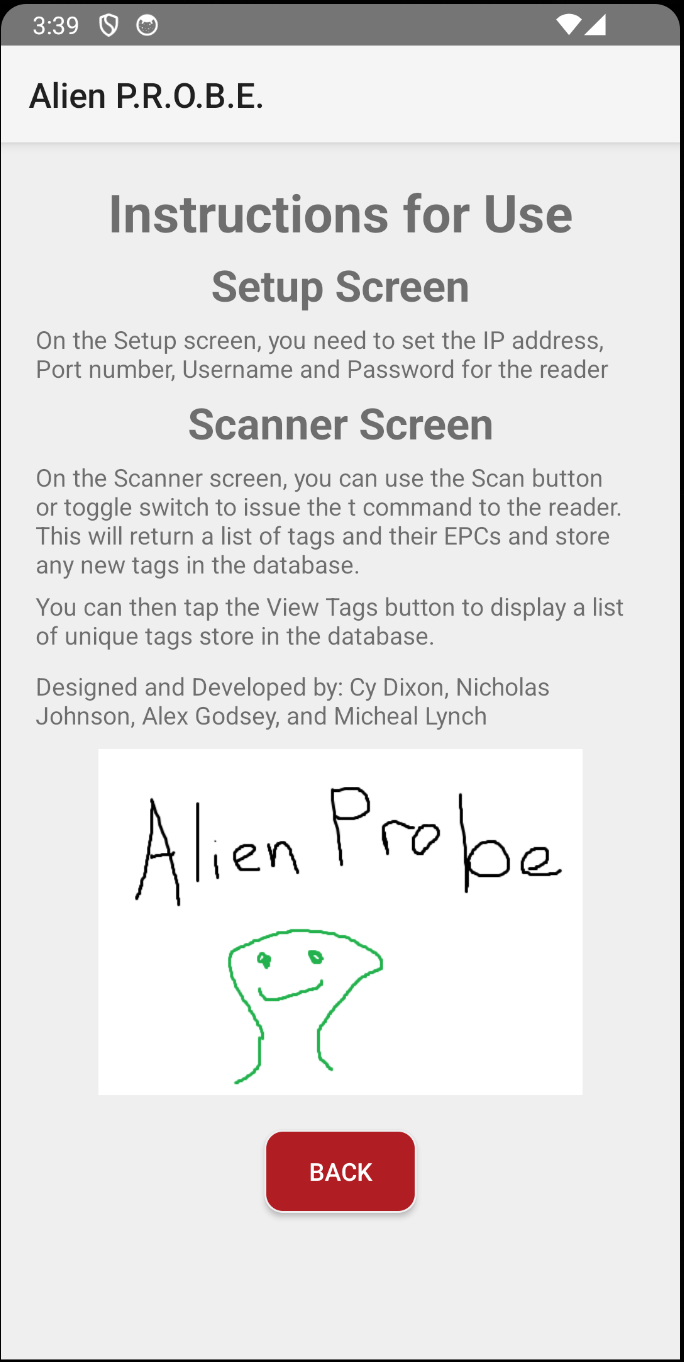 3:39
Alien P.R.O.B.E.
Instructions for Use
Setup Screen
On the Setup screen, you need to set the IP address,
Port number, Username and Password for the reader
Scanner Screen
On the Scanner screen, you can use the Scan button
or toggle switch to issue the t command to the reader.
This will return a list of tags and their EPCs and store
any new tags in the database.
You can then tap the View Tags button to display a list
of unique tags store in the database.
Designed and Developed by: Cy Dixon, Nicholas
Johnson, Alex Godsey, and Micheal Lynch
Alien Probe
BACK